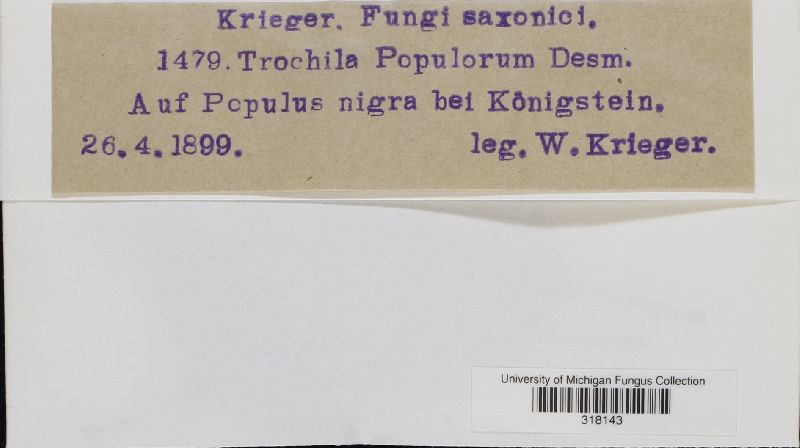 Krieger. Fungi saxonici.
1479. Trochila Populorum Desm.
Auf Populus nigra bei Königstein.
26. 4. 1899. leg. W. Krieger.
University of Michigan Fungus Collection
318143